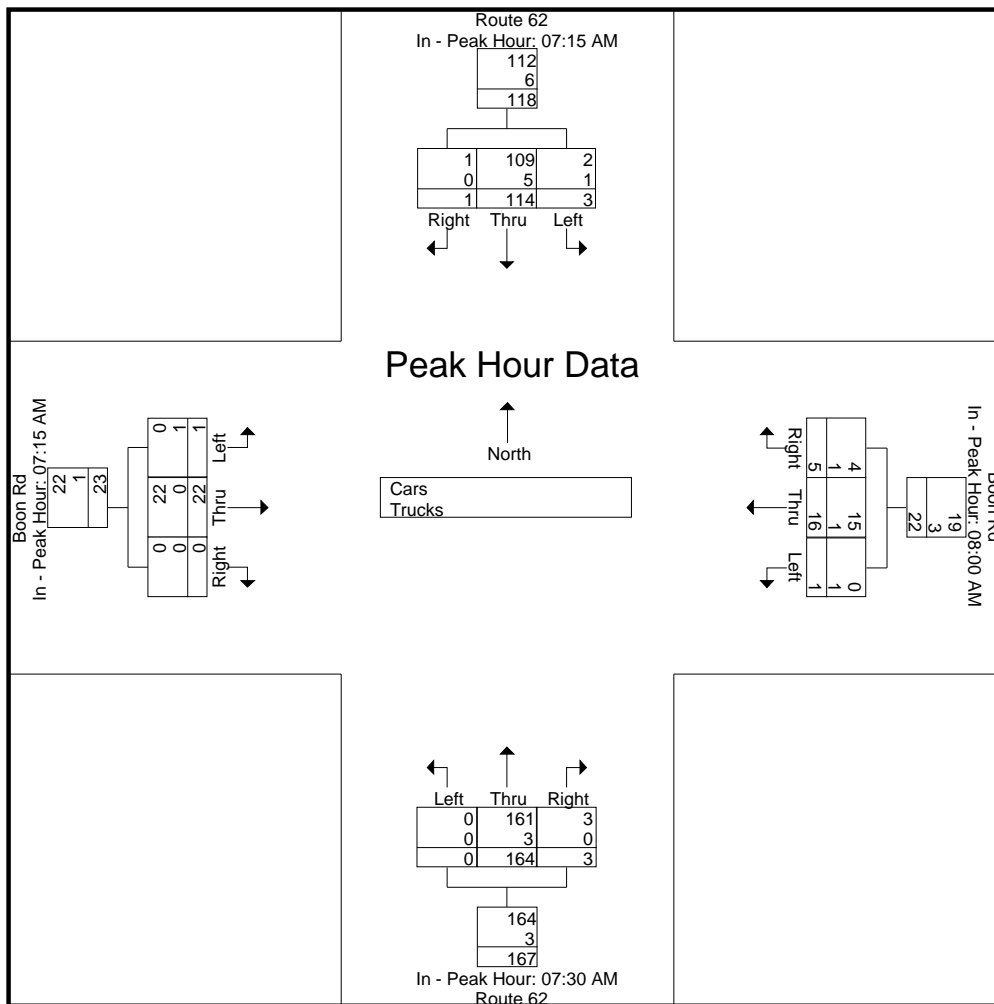 Route 62
In - Peak Hour: 07:15 AM
112
6
118
1 109 2
0 5 1
1 114 3
Right Thru Left
Peak Hour Data
North
Cars
Trucks
Boon Rd
In - Peak Hour: 07:15 AM
22
1
23
0 1 1
Left
22 0 22
Thru
0 0 0
Right
Boon Rd
In - Peak Hour: 08:00 AM
19
3
22
4 1 5
Right
15 1 16
Thru
0 1 1
Left
Left Thru Right
0 161 3
0 3 0
0 164 3
164
3
167
In - Peak Hour: 07:30 AM
Route 62